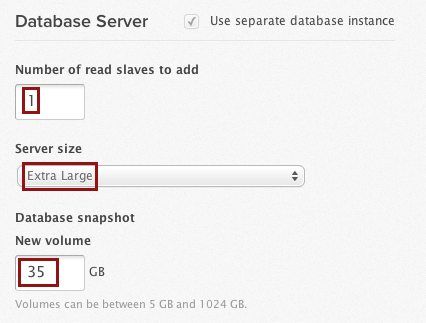 Database Server Use separate database instance
Number of read slaves to add
1
Server size
Extra Large
Database snapshot
New volume
35 GB
Volumes can be between 5 GB and 1024 GB.